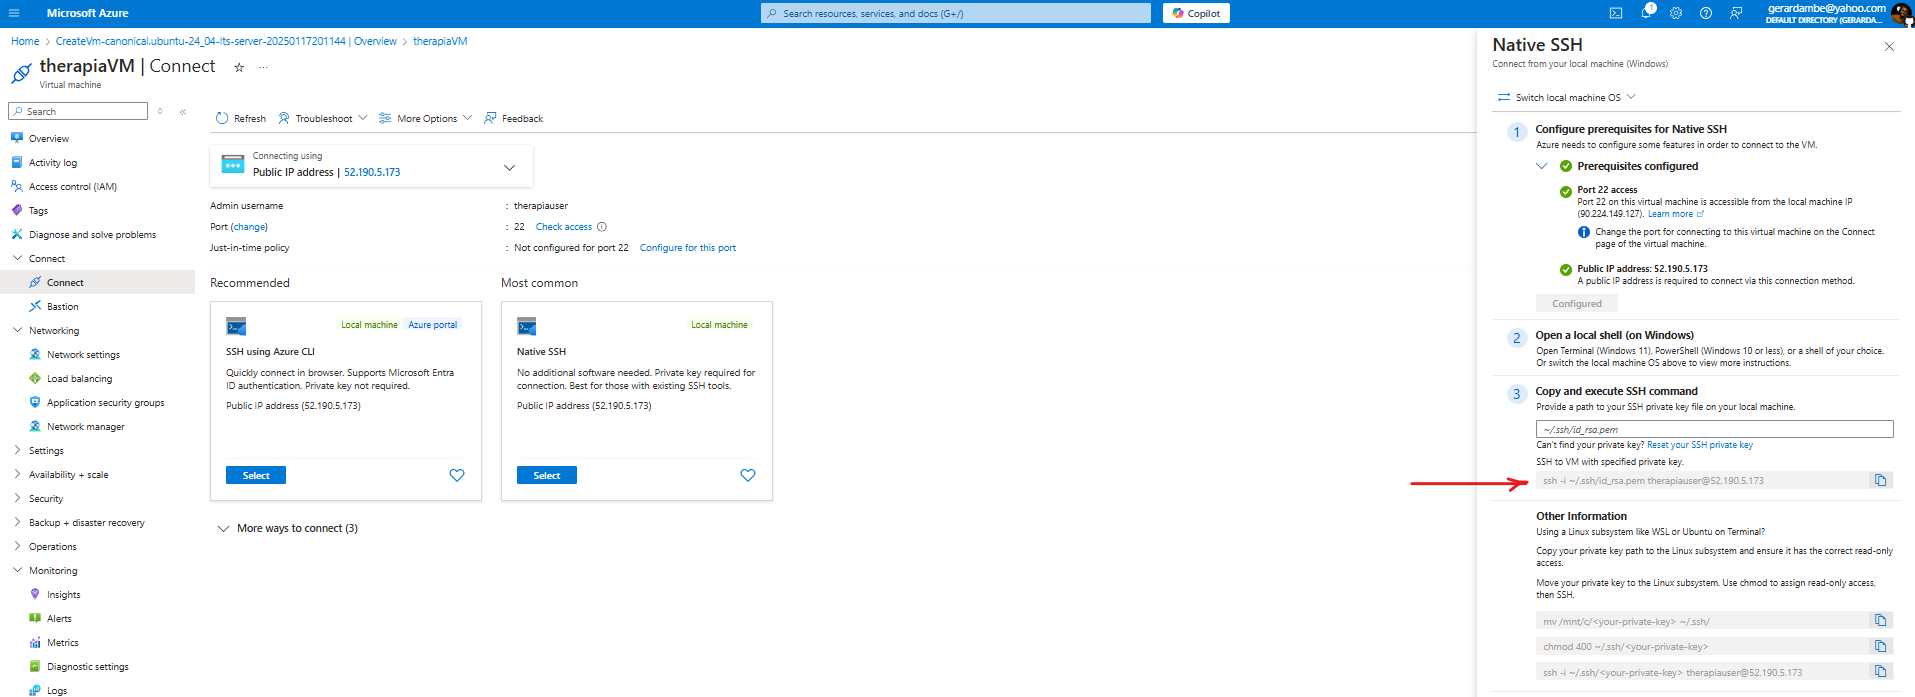 Microsoft Azure
Search resources, services, and docs (G+/)
Copilot
1
gerardambe@yahoo.com
DEFAULT DIRECTORY (GERARDA...
Home > CreateVm-canonical.ubuntu-24_04-lts-server-20250117201144 | Overview > therapiaVM
therapiaVM | Connect
Virtual machine
Search
Overview
Activity log
Access control (IAM)
Tags
Diagnose and solve problems
Connect
Connect
Bastion
Networking
Network settings
Load balancing
Application security groups
Network manager
Settings
Availability + scale
Security
Backup + disaster recovery
Operations
Monitoring
Insights
Alerts
Metrics
Diagnostic settings
Logs
Refresh
Troubleshoot
More Options
Feedback
Connecting using
Public IP address | 52.190.5.173
Admin username : therapiauser
Port (change) : 22 Check access
Just-in-time policy : Not configured for port 22 Configure for this port
Recommended
Local machine Azure portal
SSH using Azure CLI
Quickly connect in browser. Supports Microsoft Entra
ID authentication. Private key not required.
Public IP address (52.190.5.173)
Select
Most common
Local machine
Native SSH
No additional software needed. Private key required for
connection. Best for those with existing SSH tools.
Public IP address (52.190.5.173)
Select
More ways to connect (3)
Native SSH
Connect from your local machine (Windows)
Switch local machine OS
1 Configure prerequisites for Native SSH
Azure needs to configure some features in order to connect to the VM.
Prerequisites configured
Port 22 access
Port 22 on this virtual machine is accessible from the local machine IP
(90.224.149.127). Learn more
Change the port for connecting to this virtual machine on the Connect
page of the virtual machine.
Public IP address: 52.190.5.173
A public IP address is required to connect via this connection method.
Configured
2 Open a local shell (on Windows)
Open Terminal (Windows 11), PowerShell (Windows 10 or less), or a shell of your choice.
Or switch the local machine OS above to view more instructions.
3 Copy and execute SSH command
Provide a path to your SSH private key file on your local machine.
~/.ssh/id_rsa.pem
Can't find your private key? Reset your SSH private key
SSH to VM with specified private key.
ssh -i ~/.ssh/id_rsa.pem therapiauser@52.190.5.173
Other Information
Using a Linux subsystem like WSL or Ubuntu on Terminal?
Copy your private key path to the Linux subsystem and ensure it has the correct read-only
access.
Move your private key to the Linux subsystem. Use chmod to assign read-only access,
then SSH.
mv /mnt/c/<your-private-key> ~/.ssh/
chmod 400 ~/.ssh/<your-private-key>
ssh -i ~/.ssh/<your-private-key> therapiauser@52.190.5.173